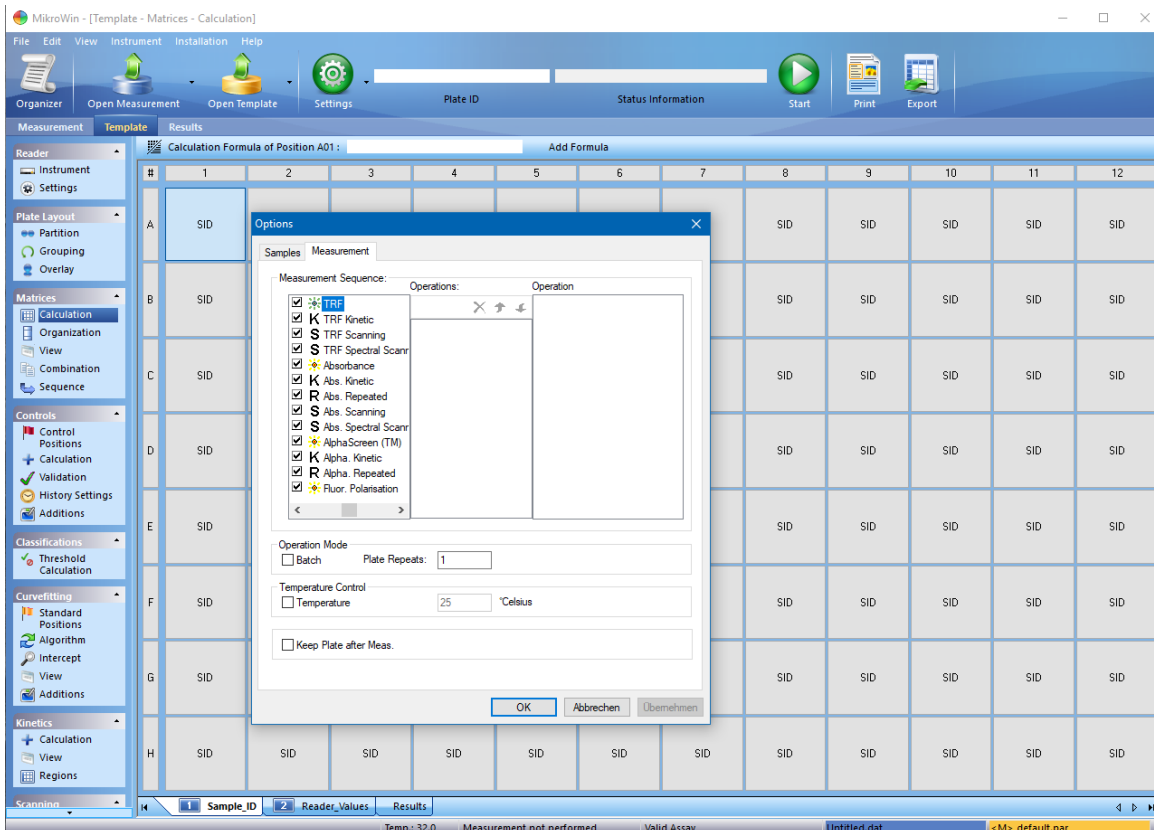 MikroWin - [Template - Matrices - Calculation]
File Edit View Instrument Installation Help
Organizer Open Measurement Open Template Settings Plate ID Status Information Start Print Export
Measurement Template Results
Calculation Formula of Position A01 : Add Formula
Reader
Instrument
Settings
Plate Layout
Partition
Grouping
Overlay
Matrices
Calculation
Organization
View
Combination
Sequence
Controls
Control
Positions
Calculation
Validation
History Settings
Additions
Classifications
Threshold
Calculation
Curvefitting
Standard
Positions
Algorithm
Intercept
View
Additions
Kinetics
Calculation
View
Regions
Scanning
# 1 2 3 4 5 6 7 8 9 10 11 12
A SID SID SID SID SID SID
B SID SID SID SID SID SID
C SID SID SID SID SID SID
D SID SID SID SID SID SID
E SID SID SID SID SID SID
F SID SID SID SID SID SID
G SID SID SID SID SID SID
H SID SID SID SID SID SID SID SID SID SID SID SID
Options
Samples Measurement
Measurement Sequence: Operations: Operation
TRF
K TRF Kinetic
S TRF Scanning
S TRF Spectral Scanr
Absorbance
K Abs. Kinetic
R Abs. Repeated
S Abs. Scanning
S Abs. Spectral Scanr
AlphaScreen (TM)
K Alpha. Kinetic
R Alpha. Repeated
Fluor. Polarisation
Operation Mode
Batch Plate Repeats: 1
Temperature Control
Temperature 25 °Celsius
Keep Plate after Meas.
OK Abbrechen Übernehmen
1 Sample_ID 2 Reader_Values Results
Temp.: 32.0 Measurement not performed Valid Assay Untitled.dat <M> default.par